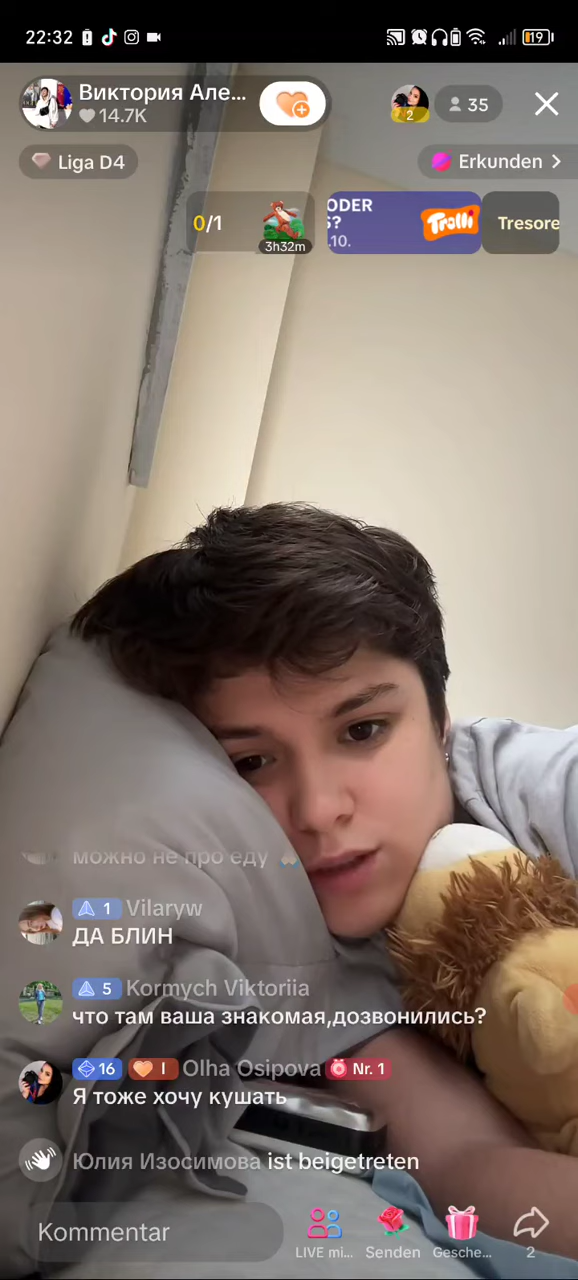 22:32
19
Виктория Але...
14.7K
2
35
Liga D4
Erkunden
0/1
3h32m
ODER
S?
.10.
Trolli
Tresore
можно не про еду 🙏
1 Vilaryw
ДА БЛИН
5 Kormych Viktoriia
что там ваша знакомая,дозвонились?
16 I Olha Osipova Nr. 1
Я тоже хочу кушать
Юлия Изосимова ist beigetreten
Kommentar
LIVE mi...
Senden
Gesche...
2